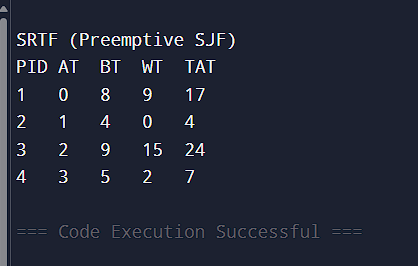 SRTF (Preemptive SJF)
PID AT  BT  WT  TAT
1   0   8   9   17
2   1   4   0   4
3   2   9   15  24
4   3   5   2   7
=== Code Execution Successful ===